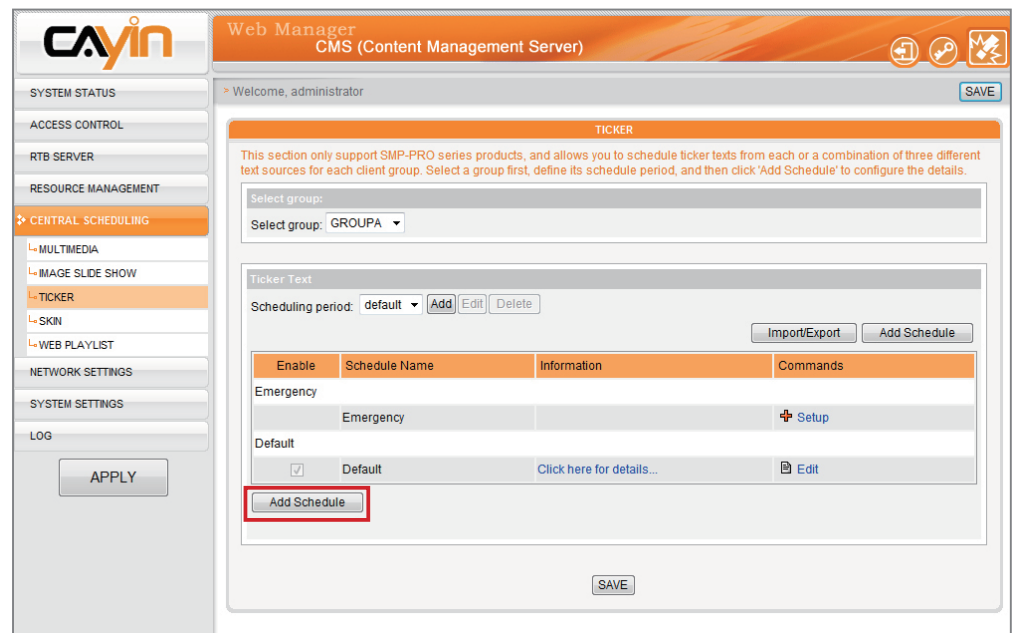 CAYIN
Web Manager
CMS (Content Management Server)
SYSTEM STATUS
ACCESS CONTROL
RTB SERVER
RESOURCE MANAGEMENT
CENTRAL SCHEDULING
MULTIMEDIA
IMAGE SLIDE SHOW
TICKER
SKIN
WEB PLAYLIST
NETWORK SETTINGS
SYSTEM SETTINGS
LOG
APPLY
> Welcome, administrator
SAVE
TICKER
This section only support SMP-PRO series products, and allows you to schedule ticker texts from each or a combination of three different
text sources for each client group. Select a group first, define its schedule period, and then click 'Add Schedule' to configure the details.
Select group:
Select group: GROUPA
Ticker Text
Scheduling period: default Add Edit Delete
Import/Export Add Schedule
Enable Schedule Name Information Commands
Emergency
Emergency Setup
Default
Default Click here for details... Edit
Add Schedule
SAVE